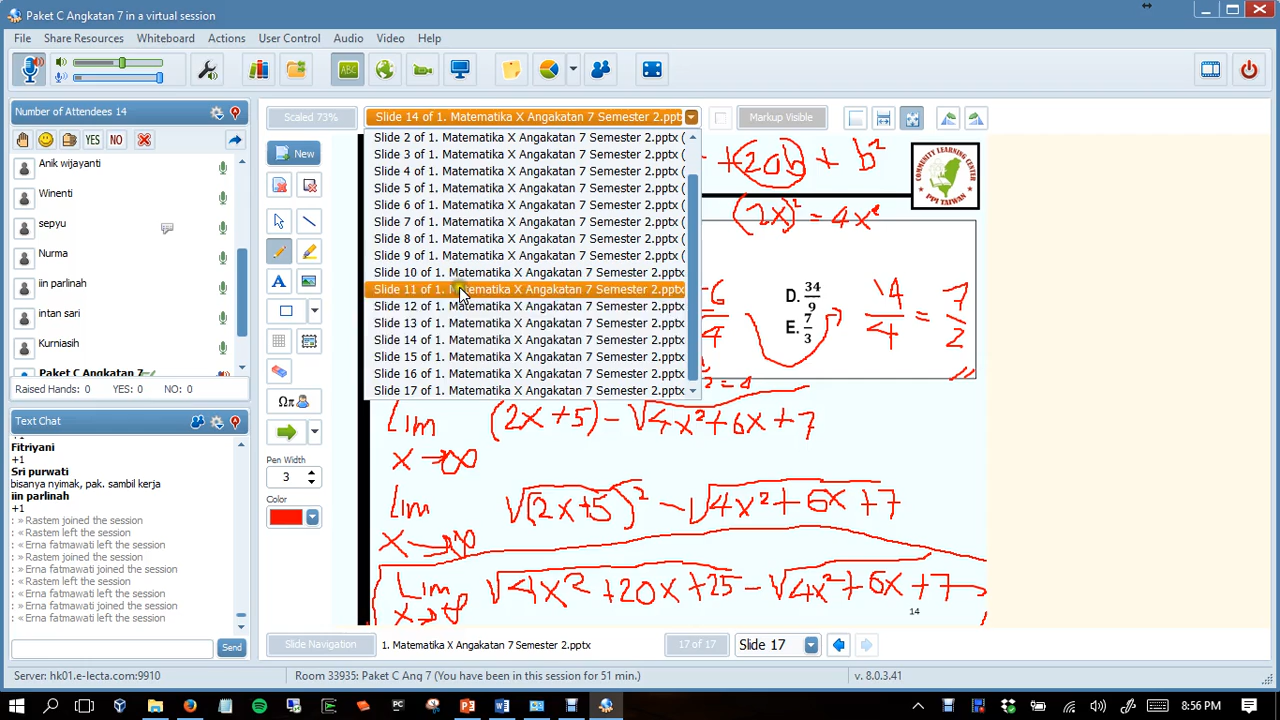 Paket C Angkatan 7 in a virtual session
File Share Resources Whiteboard Actions User Control Audio Video Help
Number of Attendees 14
YES NO
Anik wijayanti
Winenti
sepyu
Nurma
iin parlinah
intan sari
Kurniasih
Paket C ANGKATAN 7
Raised Hands: 0 YES: 0 NO: 0
Text Chat
+1
Fitriyani
+1
Sri purwati
bisanya nyimak, pak. sambil kerja
iin parlinah
+1
: » Rastem joined the session
: « Rastem left the session
: « Erna fatmawati left the session
: » Rastem joined the session
: » Erna fatmawati joined the session
: « Rastem left the session
: « Erna fatmawati left the session
: » Erna fatmawati joined the session
: « Erna fatmawati left the session
Send
Scaled 73%
Slide 14 of 1. Matematika X Angakatan 7 Semester 2.pptx
Markup Visible
New
Slide 2 of 1. Matematika X Angakatan 7 Semester 2.pptx (
Slide 3 of 1. Matematika X Angakatan 7 Semester 2.pptx (
Slide 4 of 1. Matematika X Angakatan 7 Semester 2.pptx (
Slide 5 of 1. Matematika X Angakatan 7 Semester 2.pptx (
Slide 6 of 1. Matematika X Angakatan 7 Semester 2.pptx (
Slide 7 of 1. Matematika X Angakatan 7 Semester 2.pptx (
Slide 8 of 1. Matematika X Angakatan 7 Semester 2.pptx (
Slide 9 of 1. Matematika X Angakatan 7 Semester 2.pptx (
Slide 10 of 1. Matematika X Angakatan 7 Semester 2.pptx
Slide 11 of 1. Matematika X Angakatan 7 Semester 2.pptx
Slide 12 of 1. Matematika X Angakatan 7 Semester 2.pptx
Slide 13 of 1. Matematika X Angakatan 7 Semester 2.pptx
Slide 14 of 1. Matematika X Angakatan 7 Semester 2.pptx
Slide 15 of 1. Matematika X Angakatan 7 Semester 2.pptx
Slide 16 of 1. Matematika X Angakatan 7 Semester 2.pptx
Slide 17 of 1. Matematika X Angakatan 7 Semester 2.pptx
ABC
A
Ωπ
Pen Width
3
Color
+ 2ab + b²
COMMUNITY LEARNING CENTER
PPI TAIWAN
(2x)² = 4x²
-6/4
D. 34/9
E. 7/3
14/4 = 7/2
Lim x→∞ (2x+5) - √4x²+6x+7
Lim x→∞ √(2x+5)² - √4x²+6x+7
Lim x→∞ √4x²+20x+25 - √4x²+6x+7
14
Slide Navigation
1. Matematika X Angakatan 7 Semester 2.pptx
17 of 17
Slide 17
Server: hk01.e-lecta.com:9910
Room 33935: Paket C Ang 7 (You have been in this session for 51 min.)
v. 8.0.3.41
8:56 PM